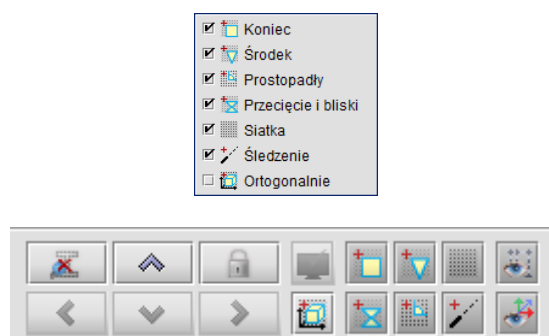 Koniec
Środek
Prostopadły
Przecięcie i bliski
Siatka
Śledzenie
Ortogonalnie